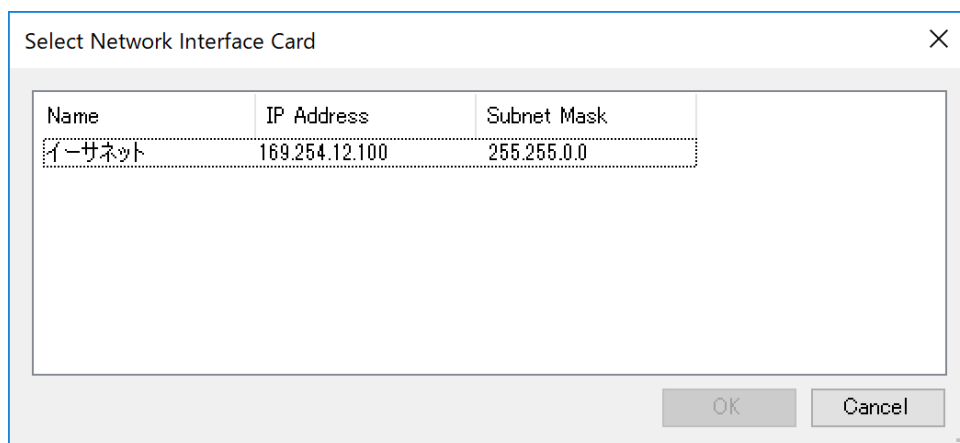 Select Network Interface Card
Name IP Address Subnet Mask
イーサネット 169.254.12.100 255.255.0.0
OK Cancel